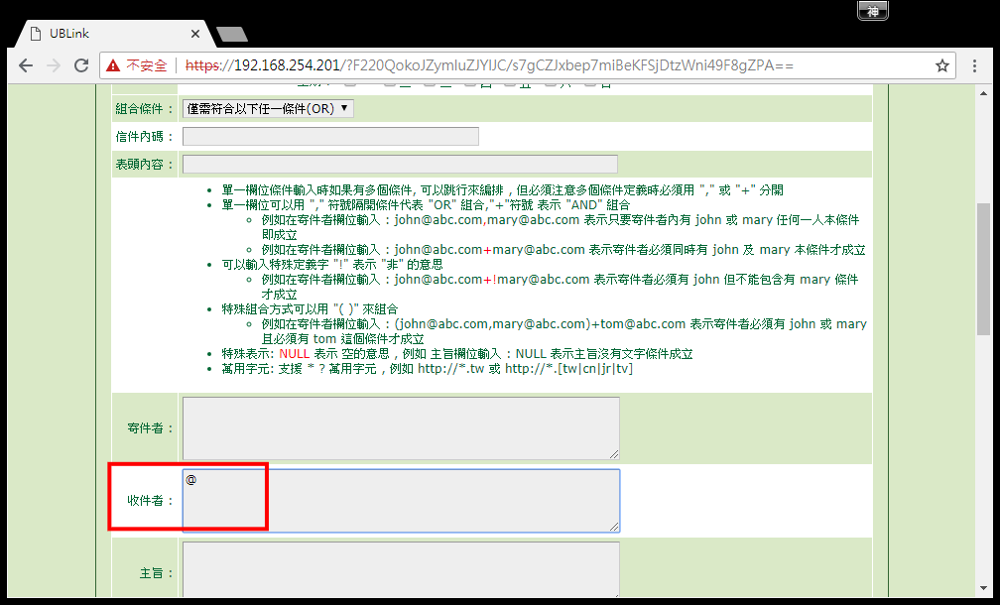 神
UBLink
不安全 https://192.168.254.201/?F220QokoJZymluZJYIJC/s7gCZJxbep7miBeKFSjDtzWni49F8gZPA==
組合條件： 僅需符合以下任一條件(OR)
信件內碼：
表頭內容：
單一欄位條件輸入時如果有多個條件, 可以跳行來編排 , 但必須注意多個條件定義時必須用 "," 或 "+" 分開
單一欄位可以用 "," 符號隔開條件代表 "OR" 組合,"+"符號 表示 "AND" 組合
例如在寄件者欄位輸入：john@abc.com,mary@abc.com 表示只要寄件者內有 john 或 mary 任何一人本條件
即成立
例如在寄件者欄位輸入：john@abc.com+mary@abc.com 表示寄件者必須同時有 john 及 mary 本條件才成立
可以輸入特殊定義字 "!" 表示 "非" 的意思
例如在寄件者欄位輸入：john@abc.com+!mary@abc.com 表示寄件者必須有 john 但不能包含有 mary 條件
才成立
特殊組合方式可以用 "( )" 來組合
例如在寄件者欄位輸入：(john@abc.com,mary@abc.com)+tom@abc.com 表示寄件者必須有 john 或 mary
且必須有 tom 這個條件才成立
特殊表示: NULL 表示 空的意思 , 例如 主旨欄位輸入：NULL 表示主旨沒有文字條件成立
萬用字元: 支援 * ? 萬用字元 , 例如 http://*.tw 或 http://*.[tw|cn|jr|tv]
寄件者：
收件者： @
主旨：